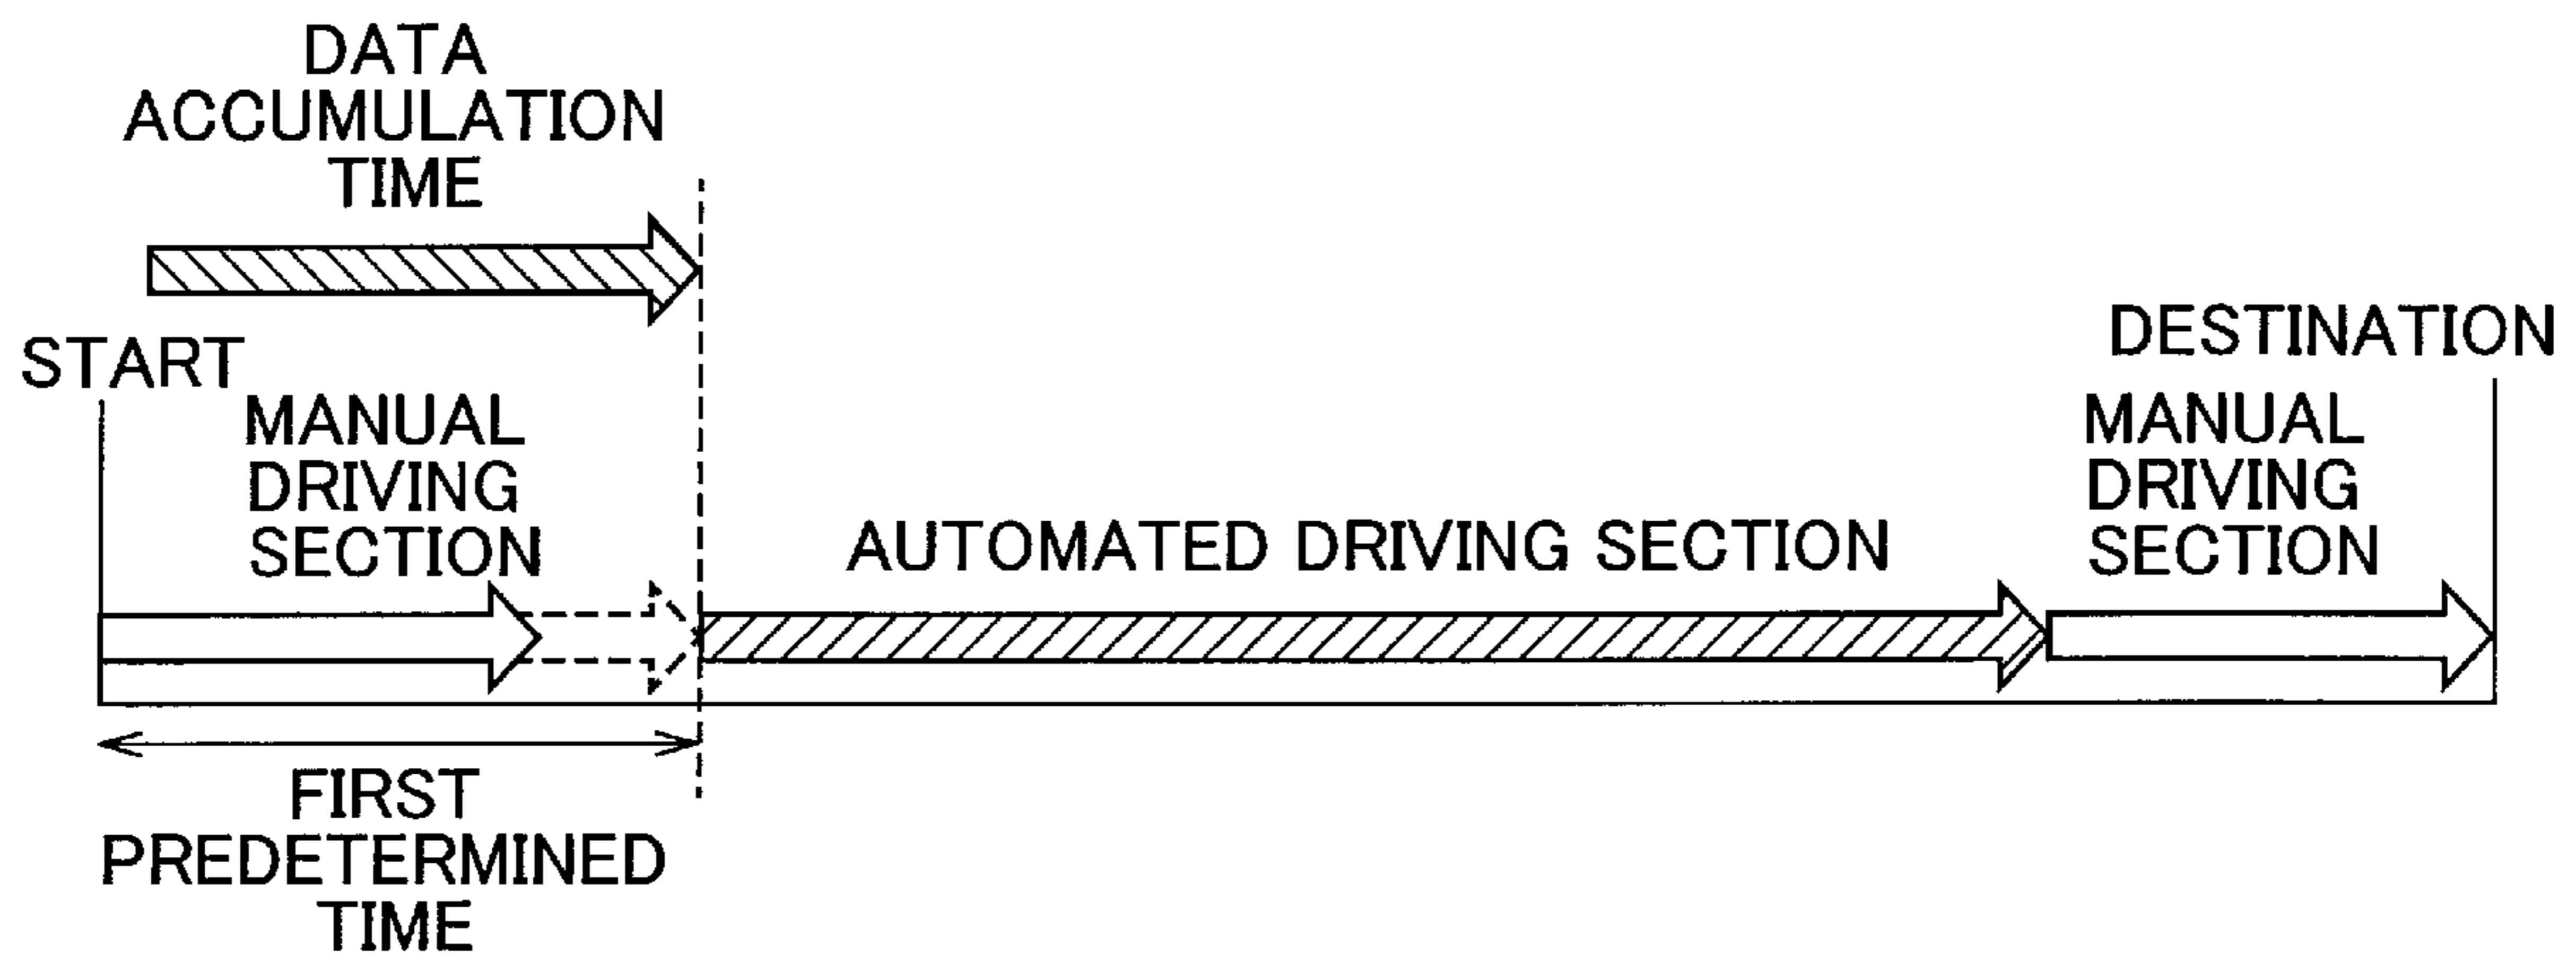 DATA
ACCUMULATION
TIME
START
DESTINATION
MANUAL
DRIVING
SECTION
AUTOMATED DRIVING SECTION
MANUAL
DRIVING
SECTION
FIRST
PREDETERMINED
TIME